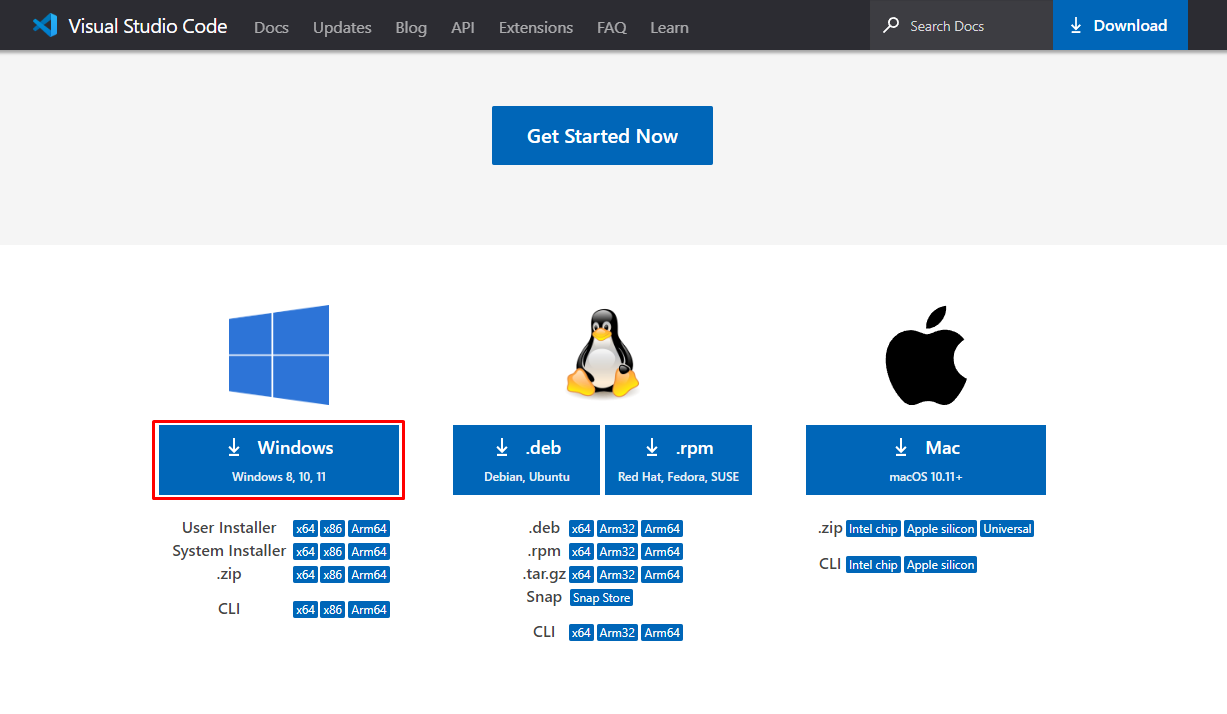 Visual Studio Code Docs Updates Blog API Extensions FAQ Learn Search Docs Download
Get Started Now
Windows
Windows 8, 10, 11
User Installer x64 x86 Arm64
System Installer x64 x86 Arm64
.zip x64 x86 Arm64
CLI x64 x86 Arm64
.deb
Debian, Ubuntu
.rpm
Red Hat, Fedora, SUSE
.deb x64 Arm32 Arm64
.rpm x64 Arm32 Arm64
.tar.gz x64 Arm32 Arm64
Snap Snap Store
CLI x64 Arm32 Arm64
Mac
macOS 10.11+
.zip Intel chip Apple silicon Universal
CLI Intel chip Apple silicon